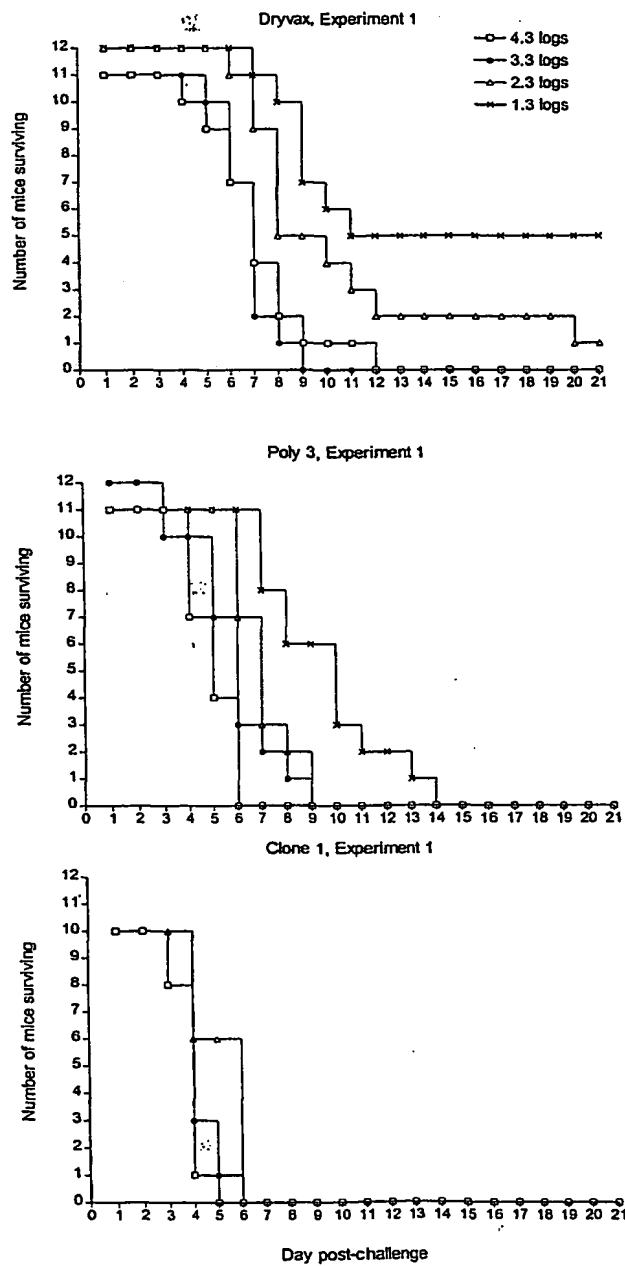 Dryvax, Experiment 1
4.3 logs
3.3 logs
2.3 logs
1.3 logs
Number of mice surviving
12
11
10
9
8
7
6
5
4
3
2
1
0
1 2 3 4 5 6 7 8 9 10 11 12 13 14 15 16 17 18 19 20 21
Poly 3, Experiment 1
Number of mice surviving
12
11
10
9
8
7
6
5
4
3
2
1
0
0 1 2 3 4 5 6 7 8 9 10 11 12 13 14 15 16 17 18 19 20 21
Clone 1, Experiment 1
Number of mice surviving
12
11
10
9
8
7
6
5
4
3
2
1
0
0 1 2 3 4 5 6 7 8 9 10 11 12 13 14 15 16 17 18 19 20 21
Day post-challenge